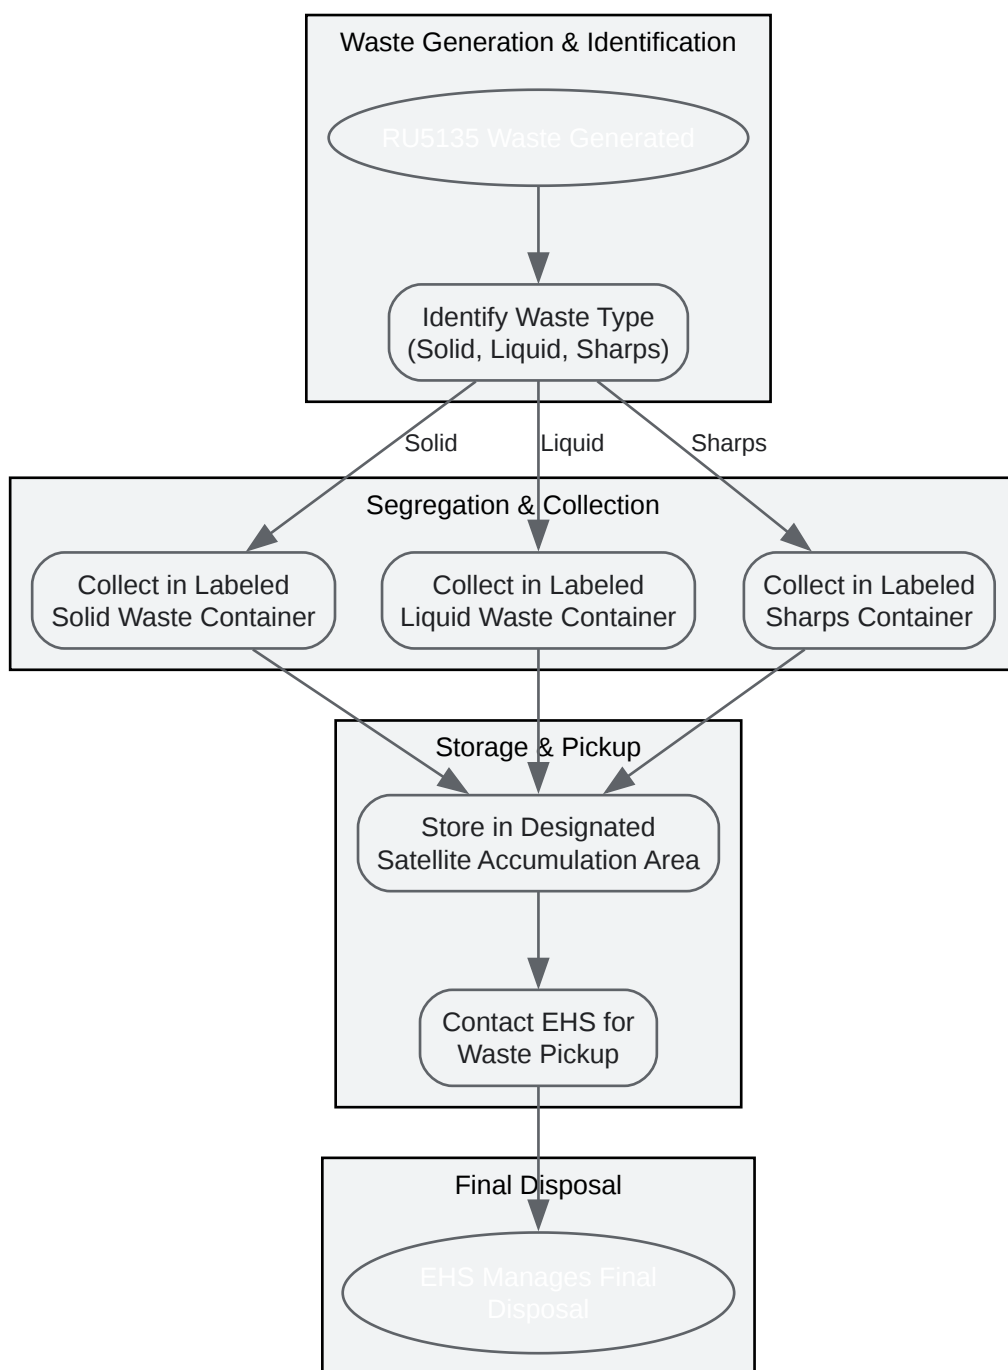 Waste Generation & Identification
RU5135 Waste Generated
Identify Waste Type
(Solid, Liquid, Sharps)
Solid
Liquid
Sharps
Segregation & Collection
Collect in Labeled
Solid Waste Container
Collect in Labeled
Liquid Waste Container
Collect in Labeled
Sharps Container
Storage & Pickup
Store in Designated
Satellite Accumulation Area
Contact EHS for
Waste Pickup
Final Disposal
EHS Manages Final
Disposal